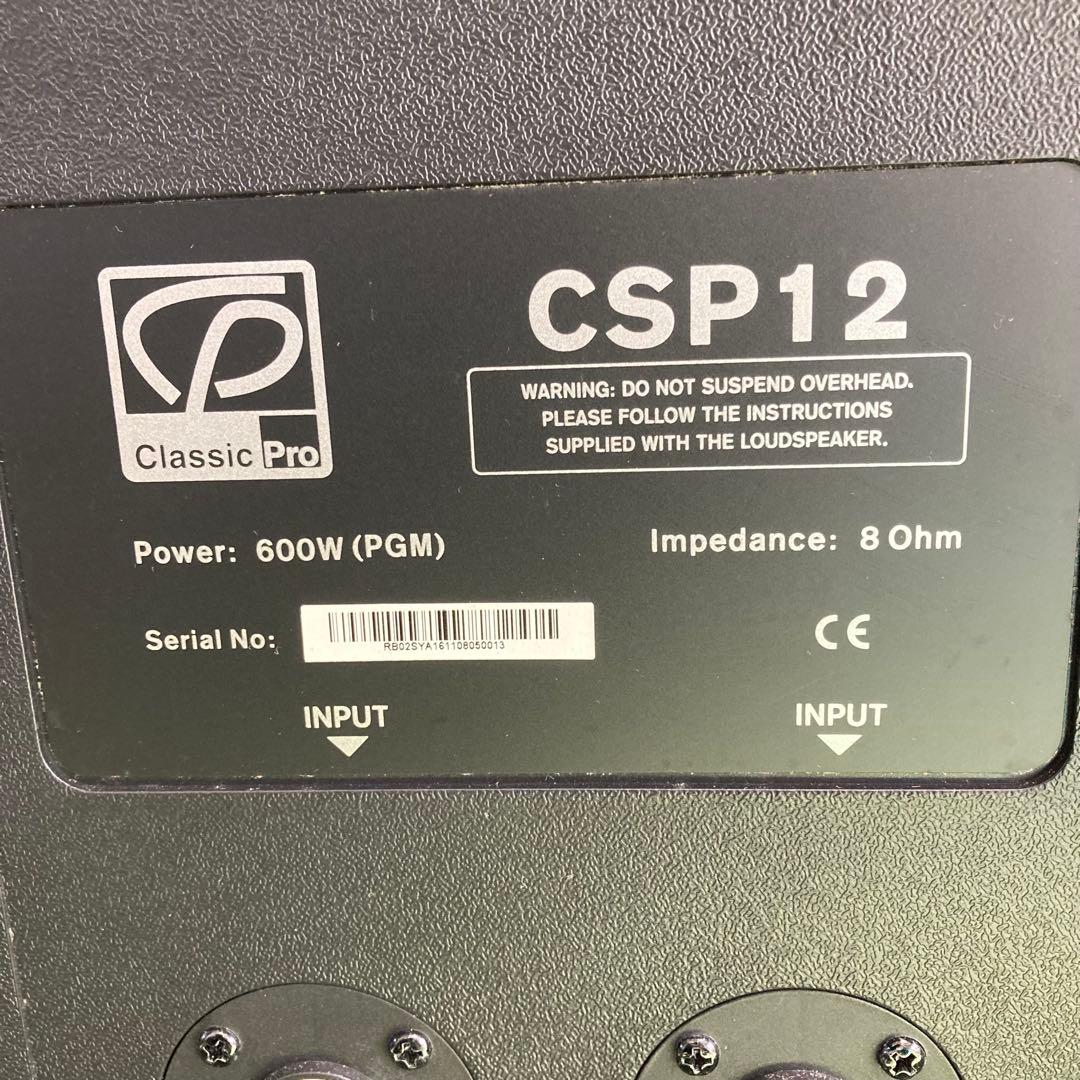 Classic Pro
CSP12
WARNING: DO NOT SUSPEND OVERHEAD.
PLEASE FOLLOW THE INSTRUCTIONS
SUPPLIED WITH THE LOUDSPEAKER.
Power: 600W (PGM)
Impedance: 8 Ohm
Serial No:
RB02SYA161108050013
CE
INPUT
INPUT